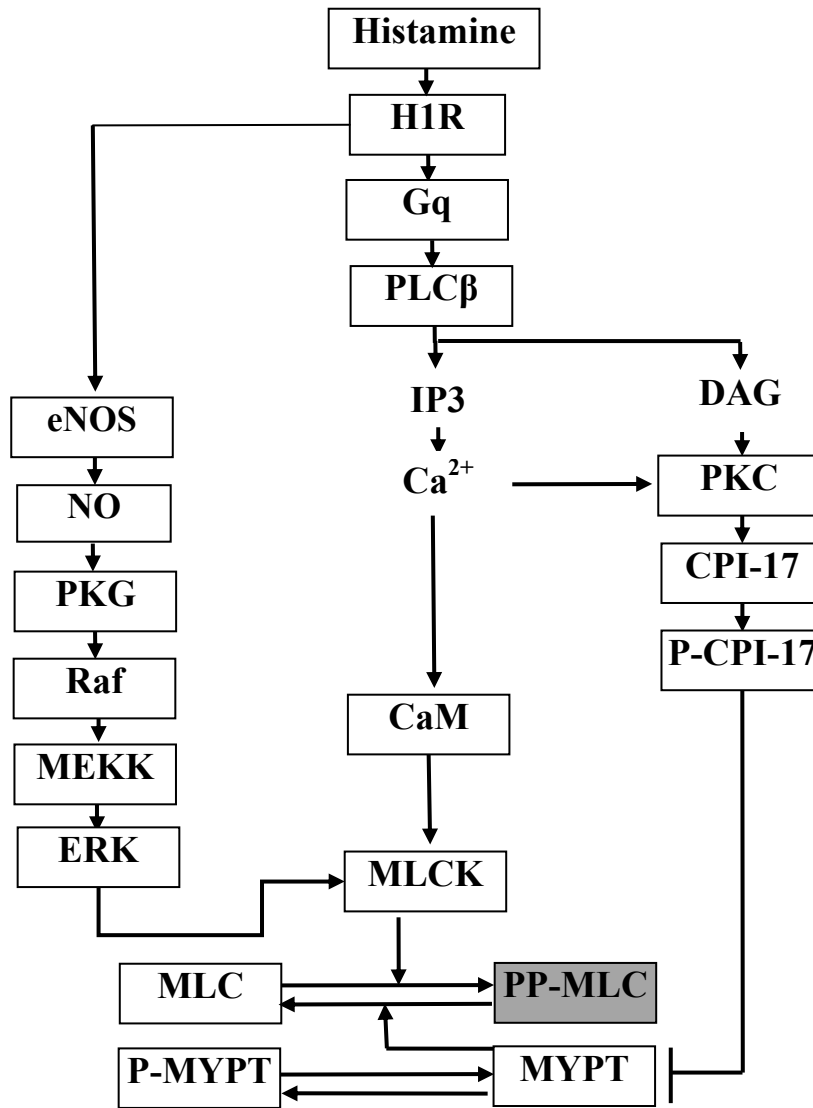 Histamine
H1R
Gq
PLCβ
IP3
DAG
eNOS
Ca²⁺
PKC
NO
CPI-17
PKG
P-CPI-17
Raf
CaM
MEKK
ERK
MLCK
MLC
PP-MLC
P-MYPT
MYPT